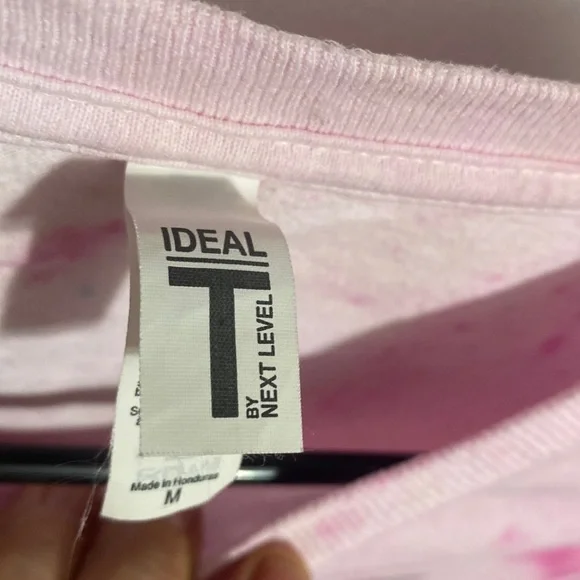 IDEAL
T
BY
NEXT LEVEL
Made in Honduras
M